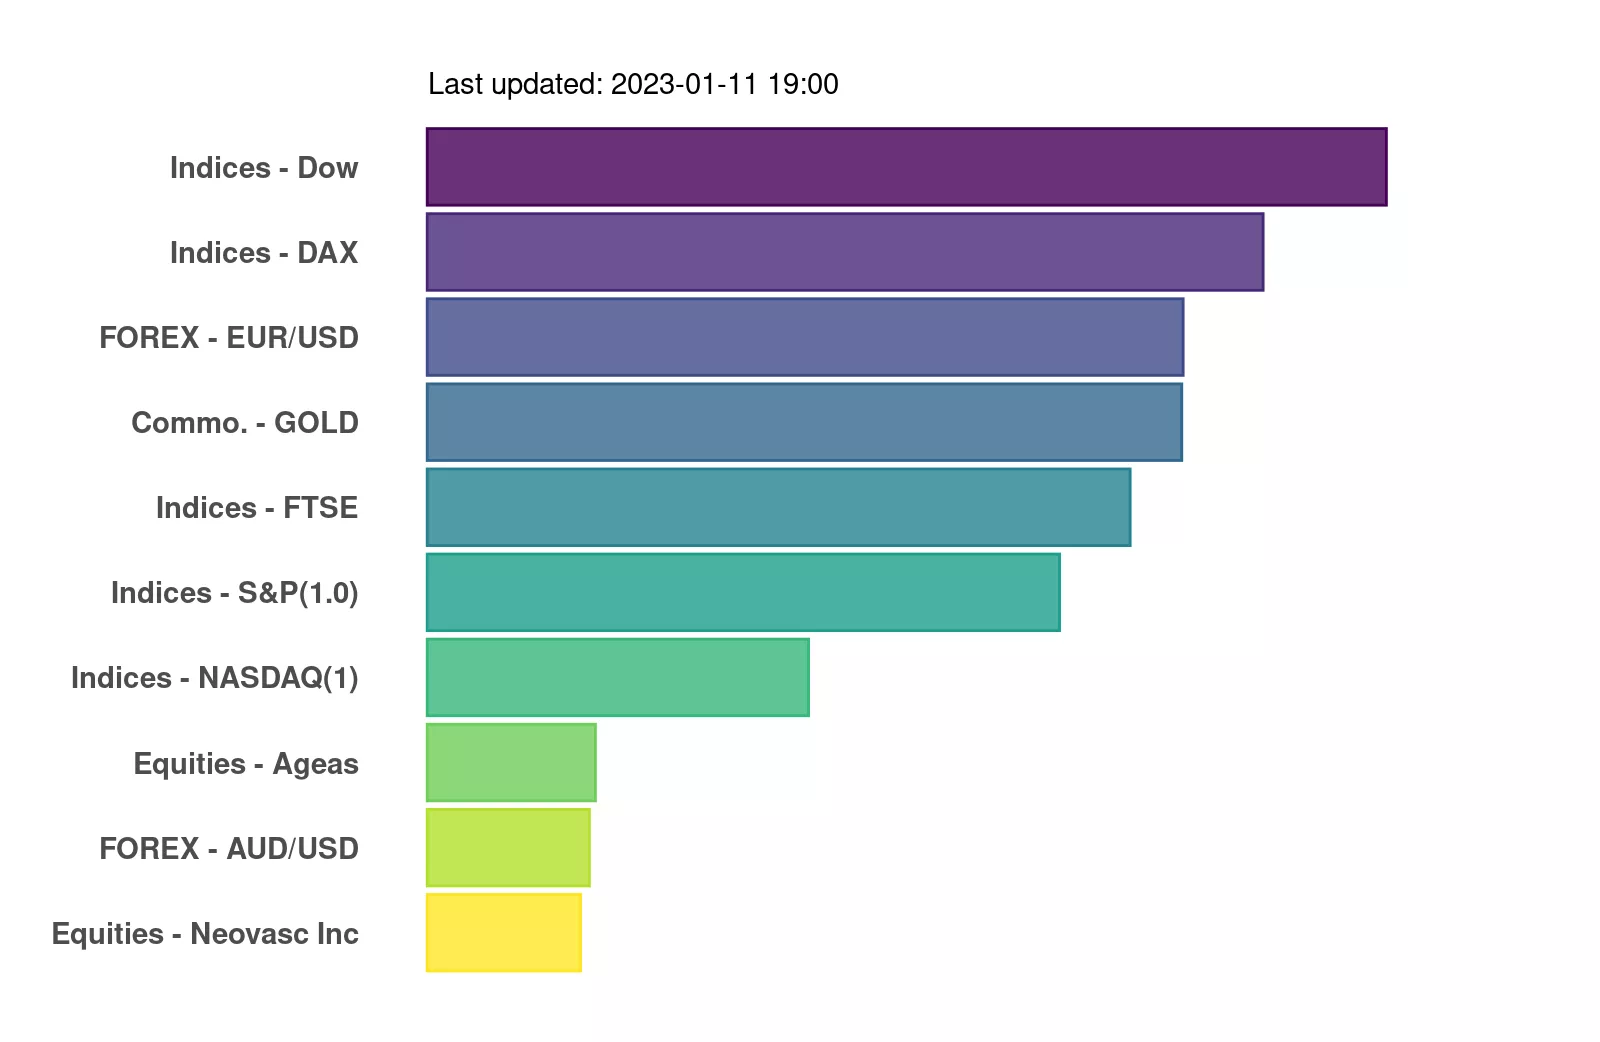 Last updated: 2023-01-11 19:00
Indices - Dow
Indices - DAX
FOREX - EUR/USD
Commo. - GOLD
Indices - FTSE
Indices - S&P(1.0)
Indices - NASDAQ(1)
Equities - Ageas
FOREX - AUD/USD
Equities - Neovasc Inc